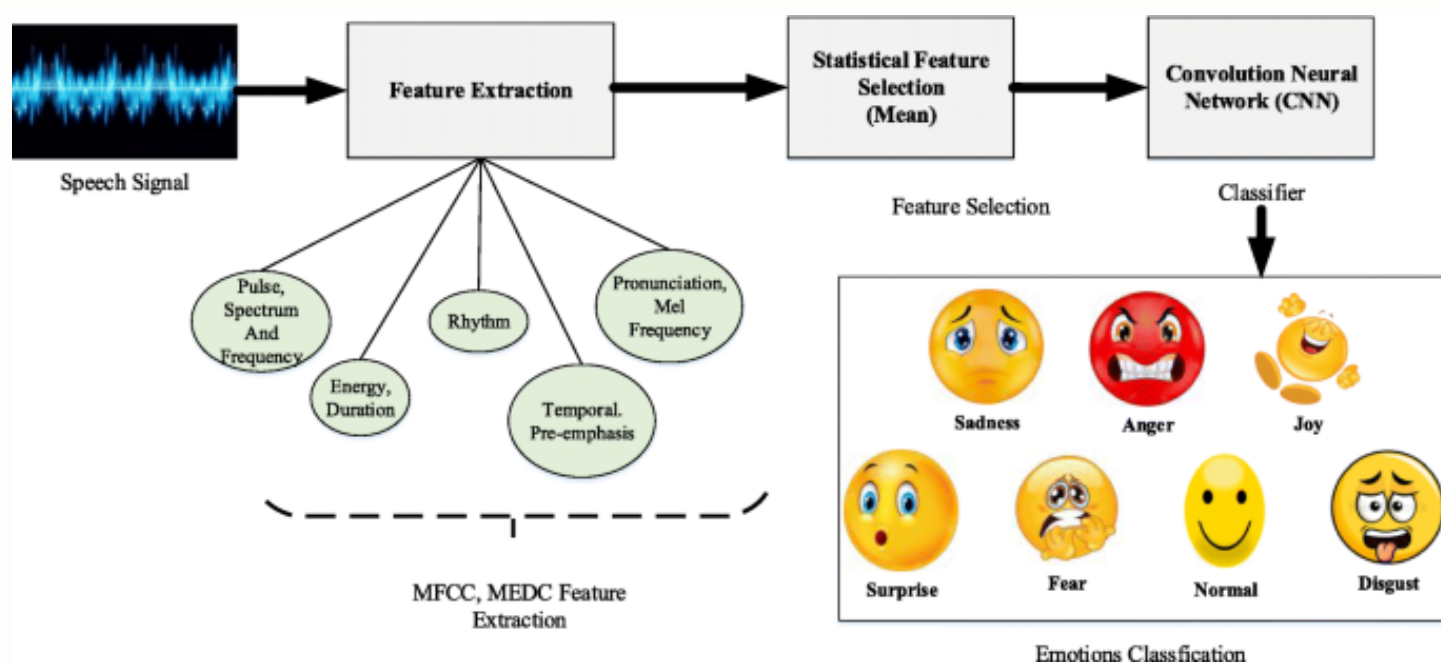 Feature Extraction
Statistical Feature
Selection
(Mean)
Convolution Neural
Network (CNN)
Speech Signal
Feature Selection
Classifier
Pulse,
Spectrum
And
Frequency
Energy,
Duration
Rhythm
Temporal.
Pre-emphasis
Pronunciation,
Mel
Frequency
MFCC, MEDC Feature
Extraction
Sadness
Anger
Joy
Surprise
Fear
Normal
Disgust
Emotions Classfication